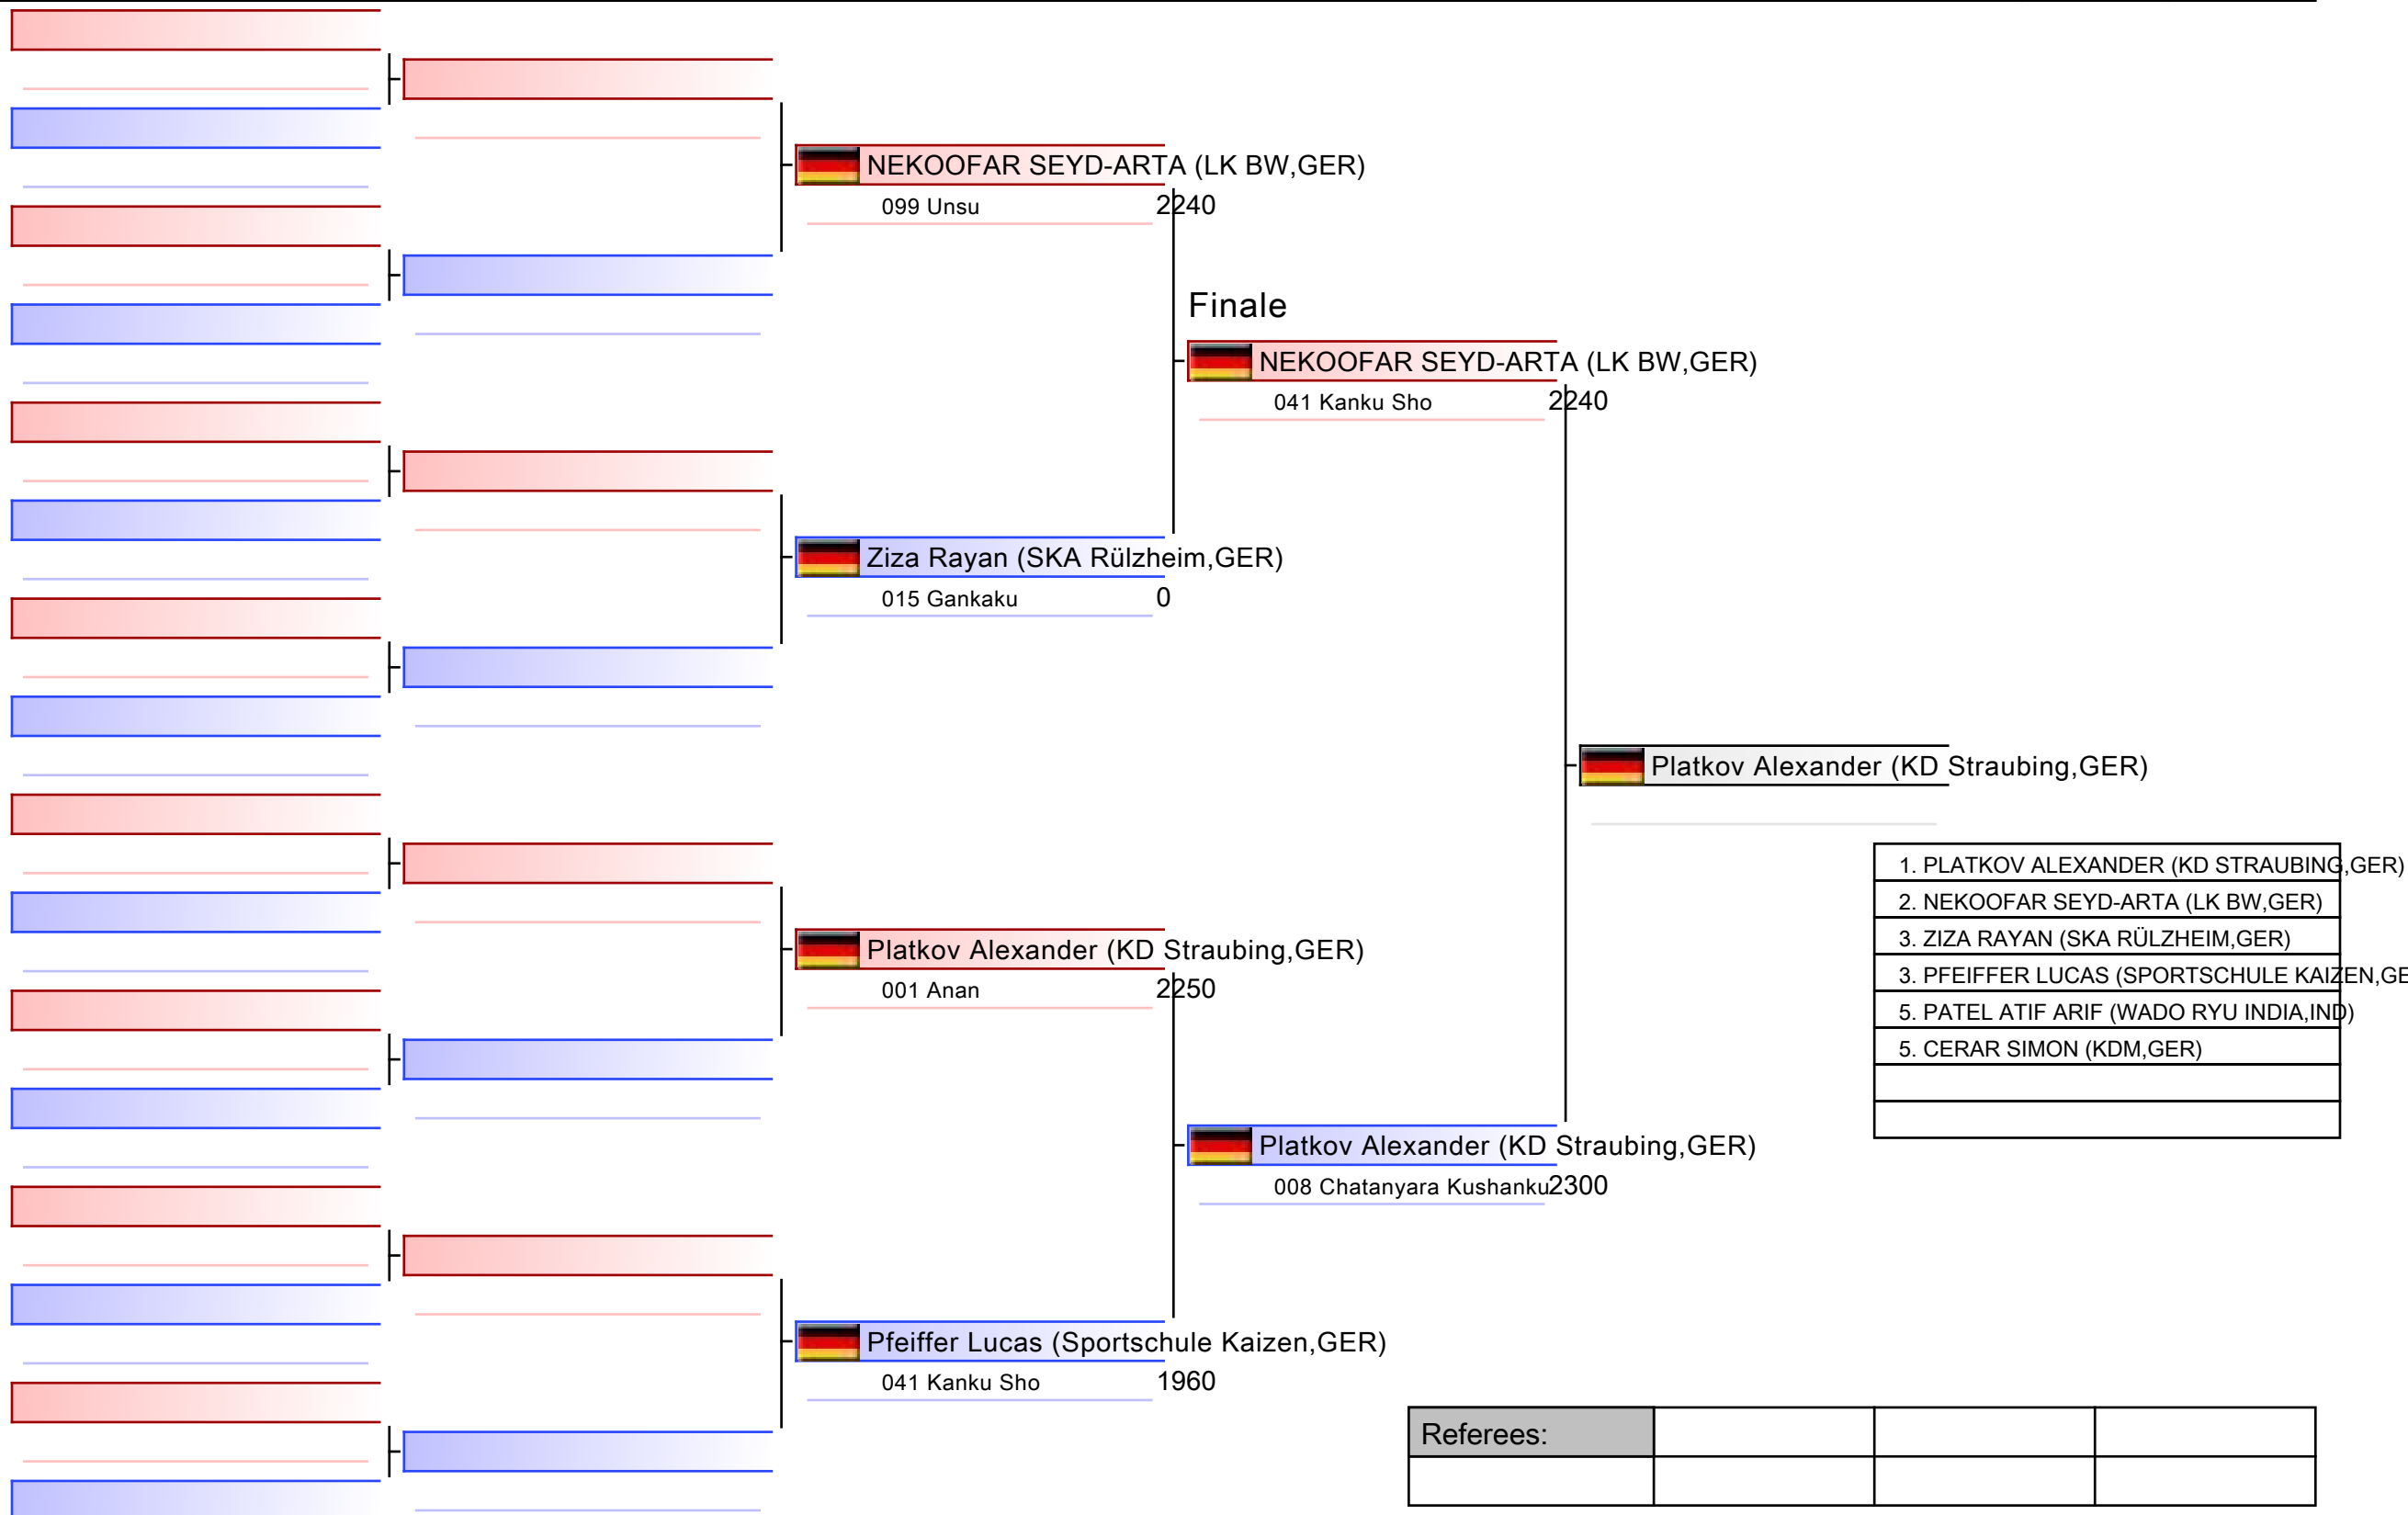 NEKOOFAR SEYD-ARTA (LK BW,GER)
099 Unsu 2240
Finale
NEKOOFAR SEYD-ARTA (LK BW,GER)
041 Kanku Sho 2240
Ziza Rayan (SKA Rülzheim,GER)
015 Gankaku 0
Platkov Alexander (KD Straubing,GER)
1. PLATKOV ALEXANDER (KD STRAUBING,GER)
2. NEKOOFAR SEYD-ARTA (LK BW,GER)
3. ZIZA RAYAN (SKA RÜLZHEIM,GER)
3. PFEIFFER LUCAS (SPORTSCHULE KAIZEN,GE
5. PATEL ATIF ARIF (WADO RYU INDIA,IND)
5. CERAR SIMON (KDM,GER)
Platkov Alexander (KD Straubing,GER)
001 Anan 2250
Platkov Alexander (KD Straubing,GER)
008 Chatanyara Kushanku 2300
Pfeiffer Lucas (Sportschule Kaizen,GER)
041 Kanku Sho 1960
Referees: